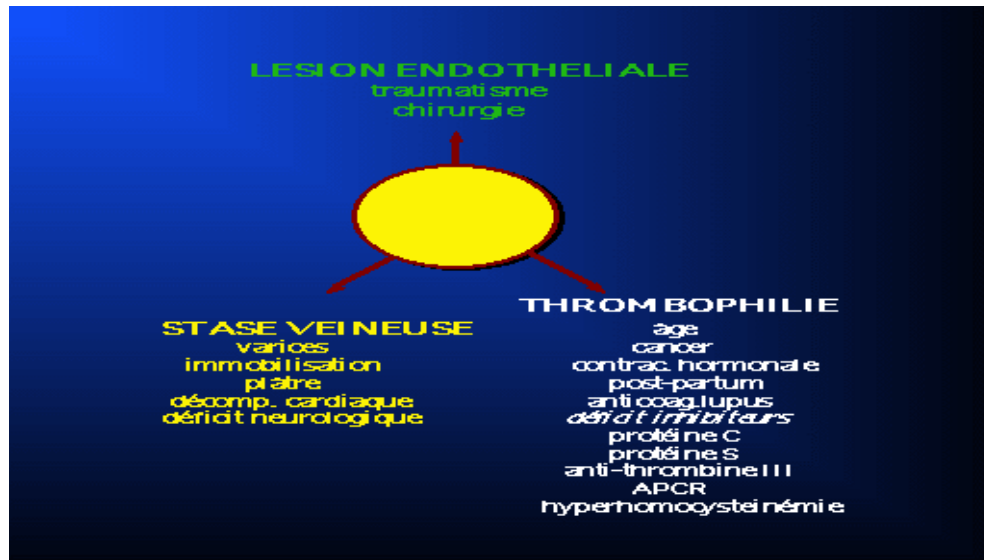 LESION ENDOTHELIALE
traumatisme
chirurgie
STASE VEINEUSE
varices
immobilisation
plâtre
décomp. cardiaque
déficit neurologique
THROMBOPHILIE
age
cancer
contrac. hormonale
post-partum
anticoag.lupus
déficit inhibiteurs
protéine C
protéine S
anti-thrombine III
APCR
hyperhomocysteinémie